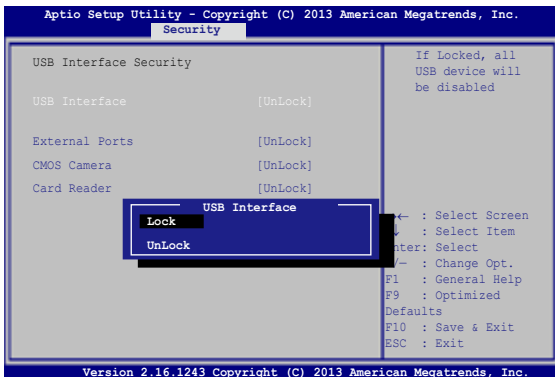 Aptio Setup Utility - Copyright (C) 2013 American Megatrends, Inc.
Security
USB Interface Security
USB Interface [UnLock]
External Ports [UnLock]
CMOS Camera [UnLock]
Card Reader [UnLock]
USB Interface
Lock
UnLock
If Locked, all
USB device will
be disabled
→← : Select Screen
↓ : Select Item
nter: Select
/— : Change Opt.
F1 : General Help
F9 : Optimized
Defaults
F10 : Save & Exit
ESC : Exit
Version 2.16.1243 Copyright (C) 2013 American Megatrends, Inc.